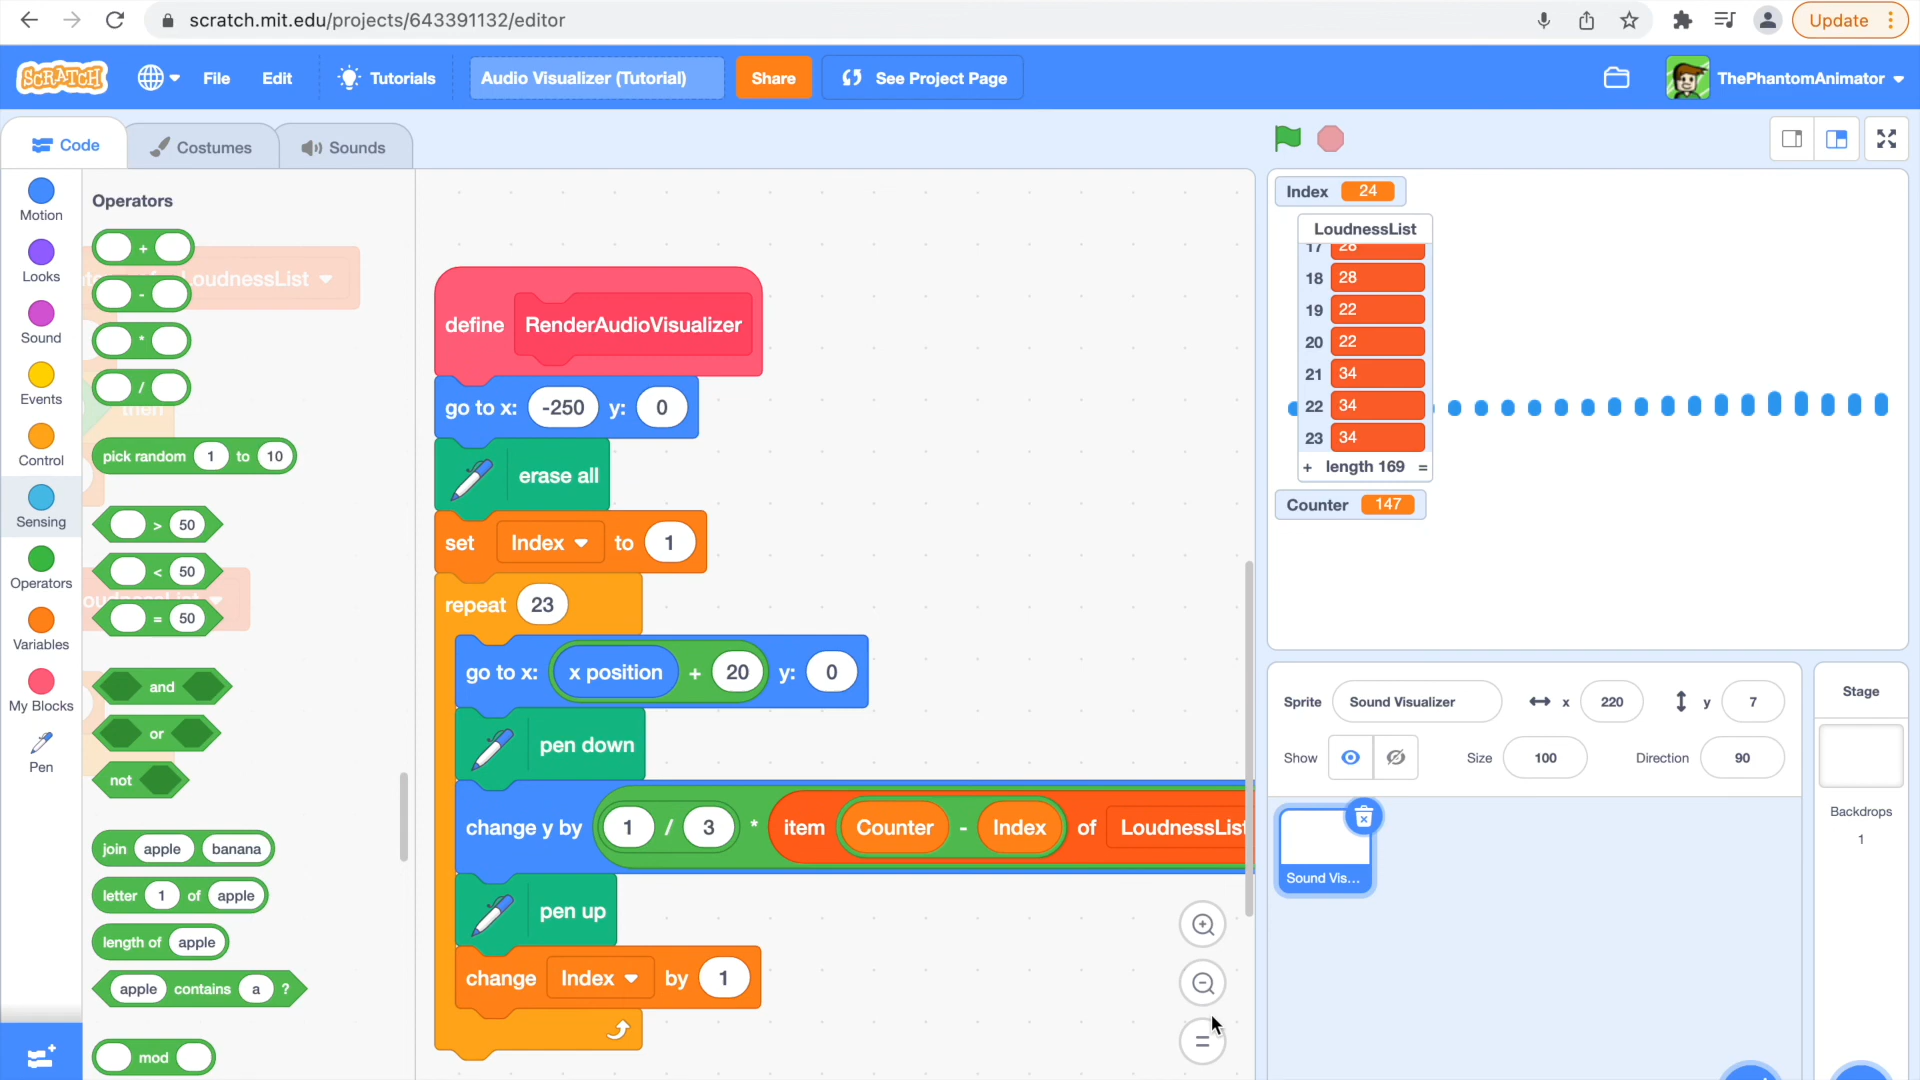 scratch.mit.edu/projects/643391132/editor
Update
SCRATCH
File
Edit
Tutorials
Audio Visualizer (Tutorial)
Share
See Project Page
ThePhantomAnimator
Code
Costumes
Sounds
Motion
Looks
Sound
Events
Control
Sensing
Operators
Variables
My Blocks
Pen
Operators
+
-
*
/
LoudnessList
then
pick random 1 to 10
> 50
< 50
= 50
and
or
not
join apple banana
letter 1 of apple
length of apple
apple contains a ?
mod
define RenderAudioVisualizer
go to x: -250 y: 0
erase all
set Index to 1
repeat 23
go to x: x position + 20 y: 0
pen down
change y by 1 / 3 * item Counter - Index of LoudnessList
pen up
change Index by 1
Index 24
LoudnessList
17 28
18 28
19 22
20 22
21 34
22 34
23 34
+ length 169 =
Counter 147
Sprite Sound Visualizer x 220 y 7
Show Size 100 Direction 90
Sound Vis...
Stage
Backdrops
1